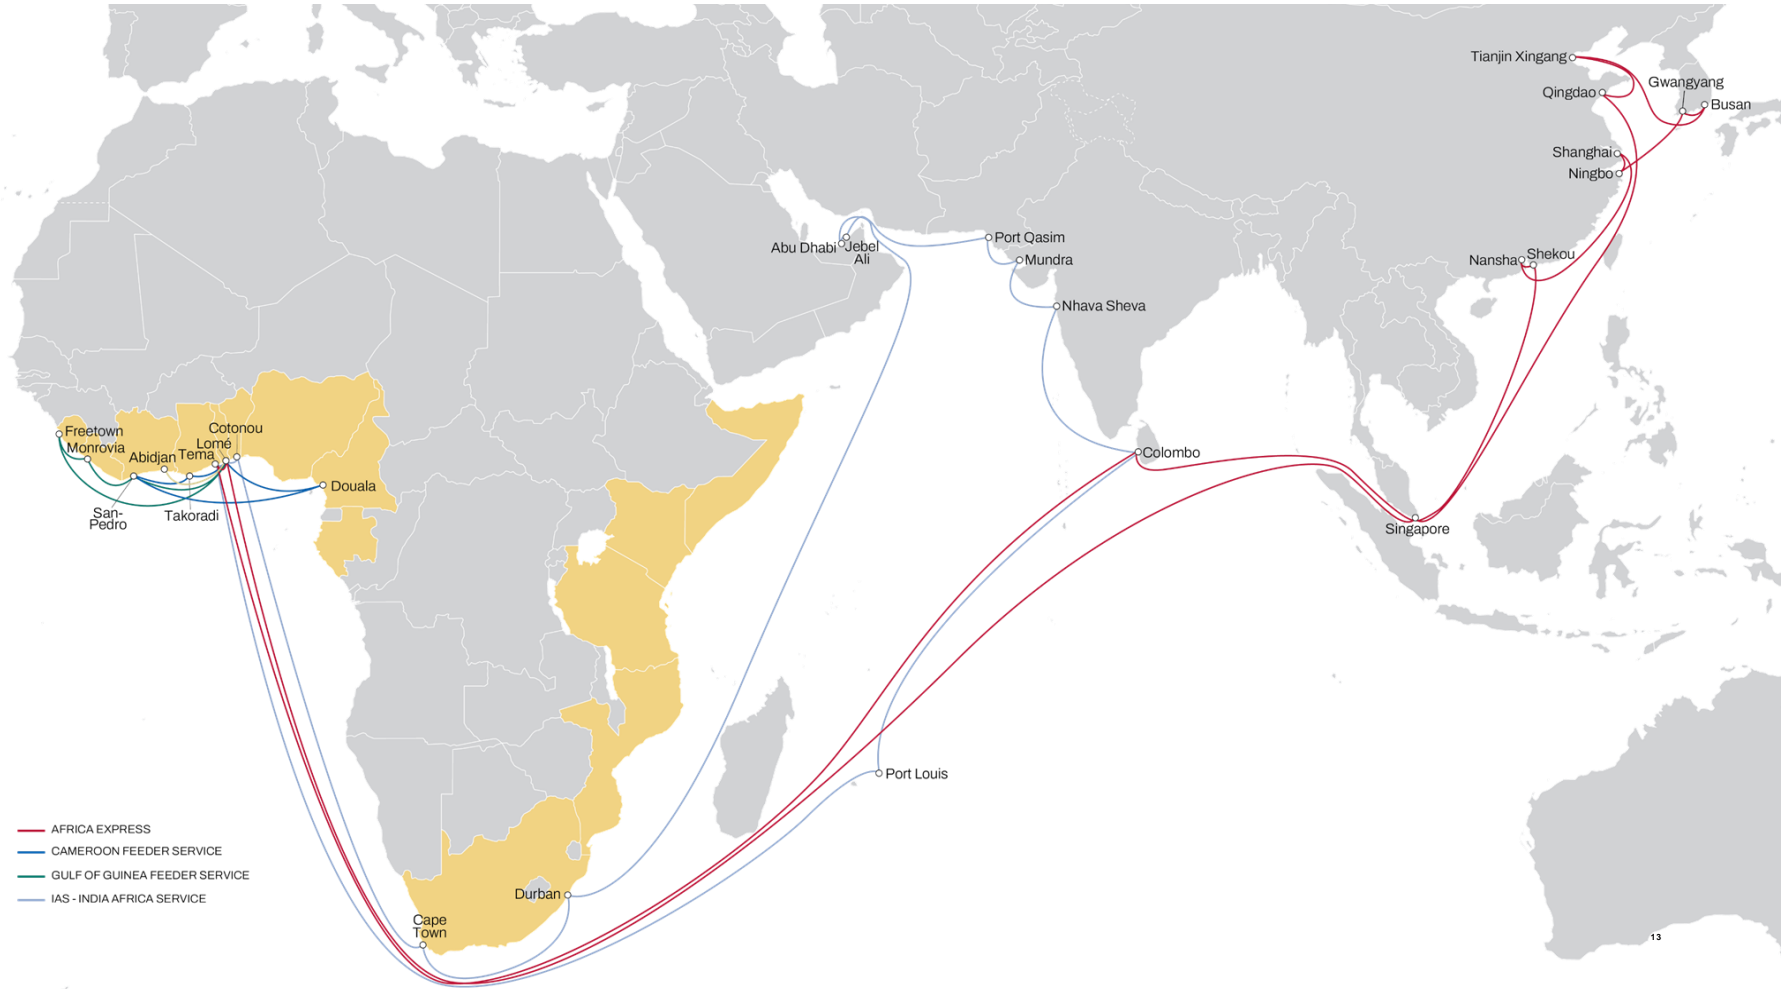 Tianjin Xingang
Gwangyang
Qingdao
Busan
Shanghai
Ningbo
Shekou
Nansha
Port Qasim
Abu Dhabi
Jebel
Ali
Mundra
Nhava Sheva
Cotonou
Freetown
Lomé
Monrovia
Abidjan
Tema
Colombo
Douala
San-
Pedro
Takoradi
Singapore
Port Louis
AFRICA EXPRESS
CAMEROON FEEDER SERVICE
GULF OF GUINEA FEEDER SERVICE
IAS - INDIA AFRICA SERVICE
Durban
Cape
Town
13